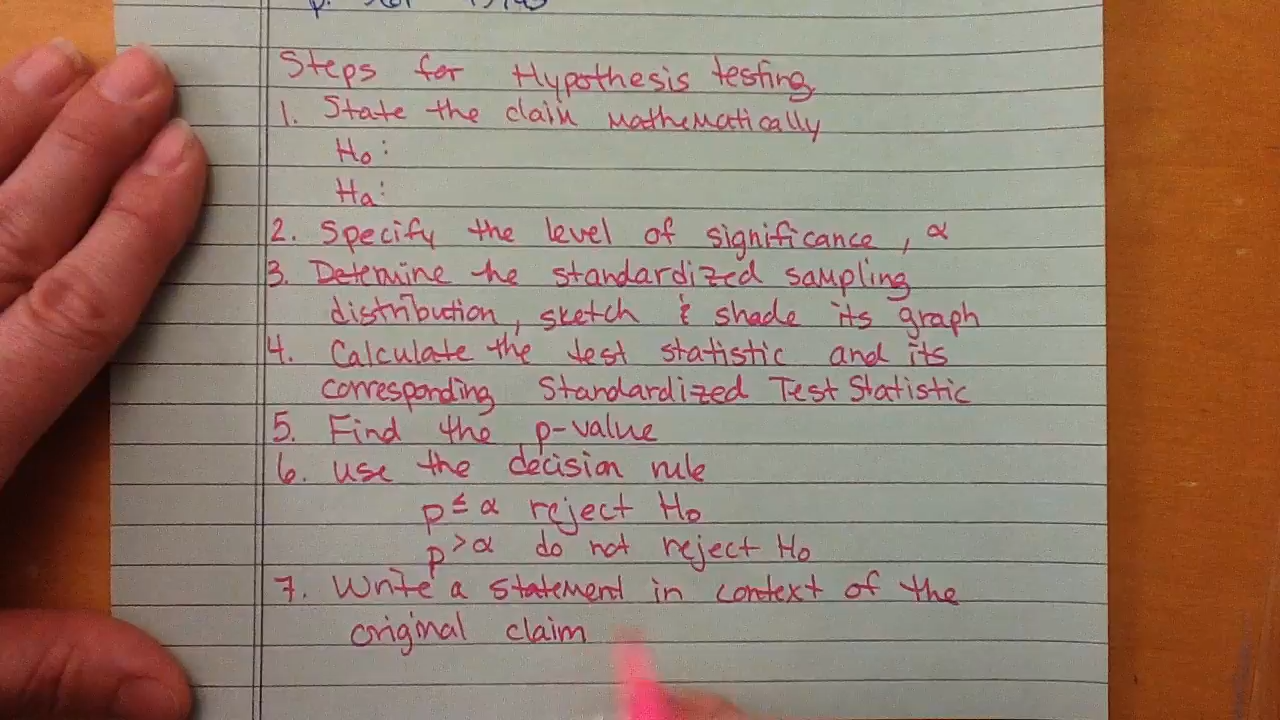 Steps for Hypothesis testing
1. State the claim mathematically
Ho:
Ha:
2. Specify the level of significance, α
3. Determine the standardized sampling
distribution, sketch & shade its graph
4. Calculate the test statistic and its
corresponding Standardized Test Statistic
5. Find the p-value
6. Use the decision rule
p ≤ α reject Ho
p > α do not reject Ho
7. Write a statement in context of the
original claim